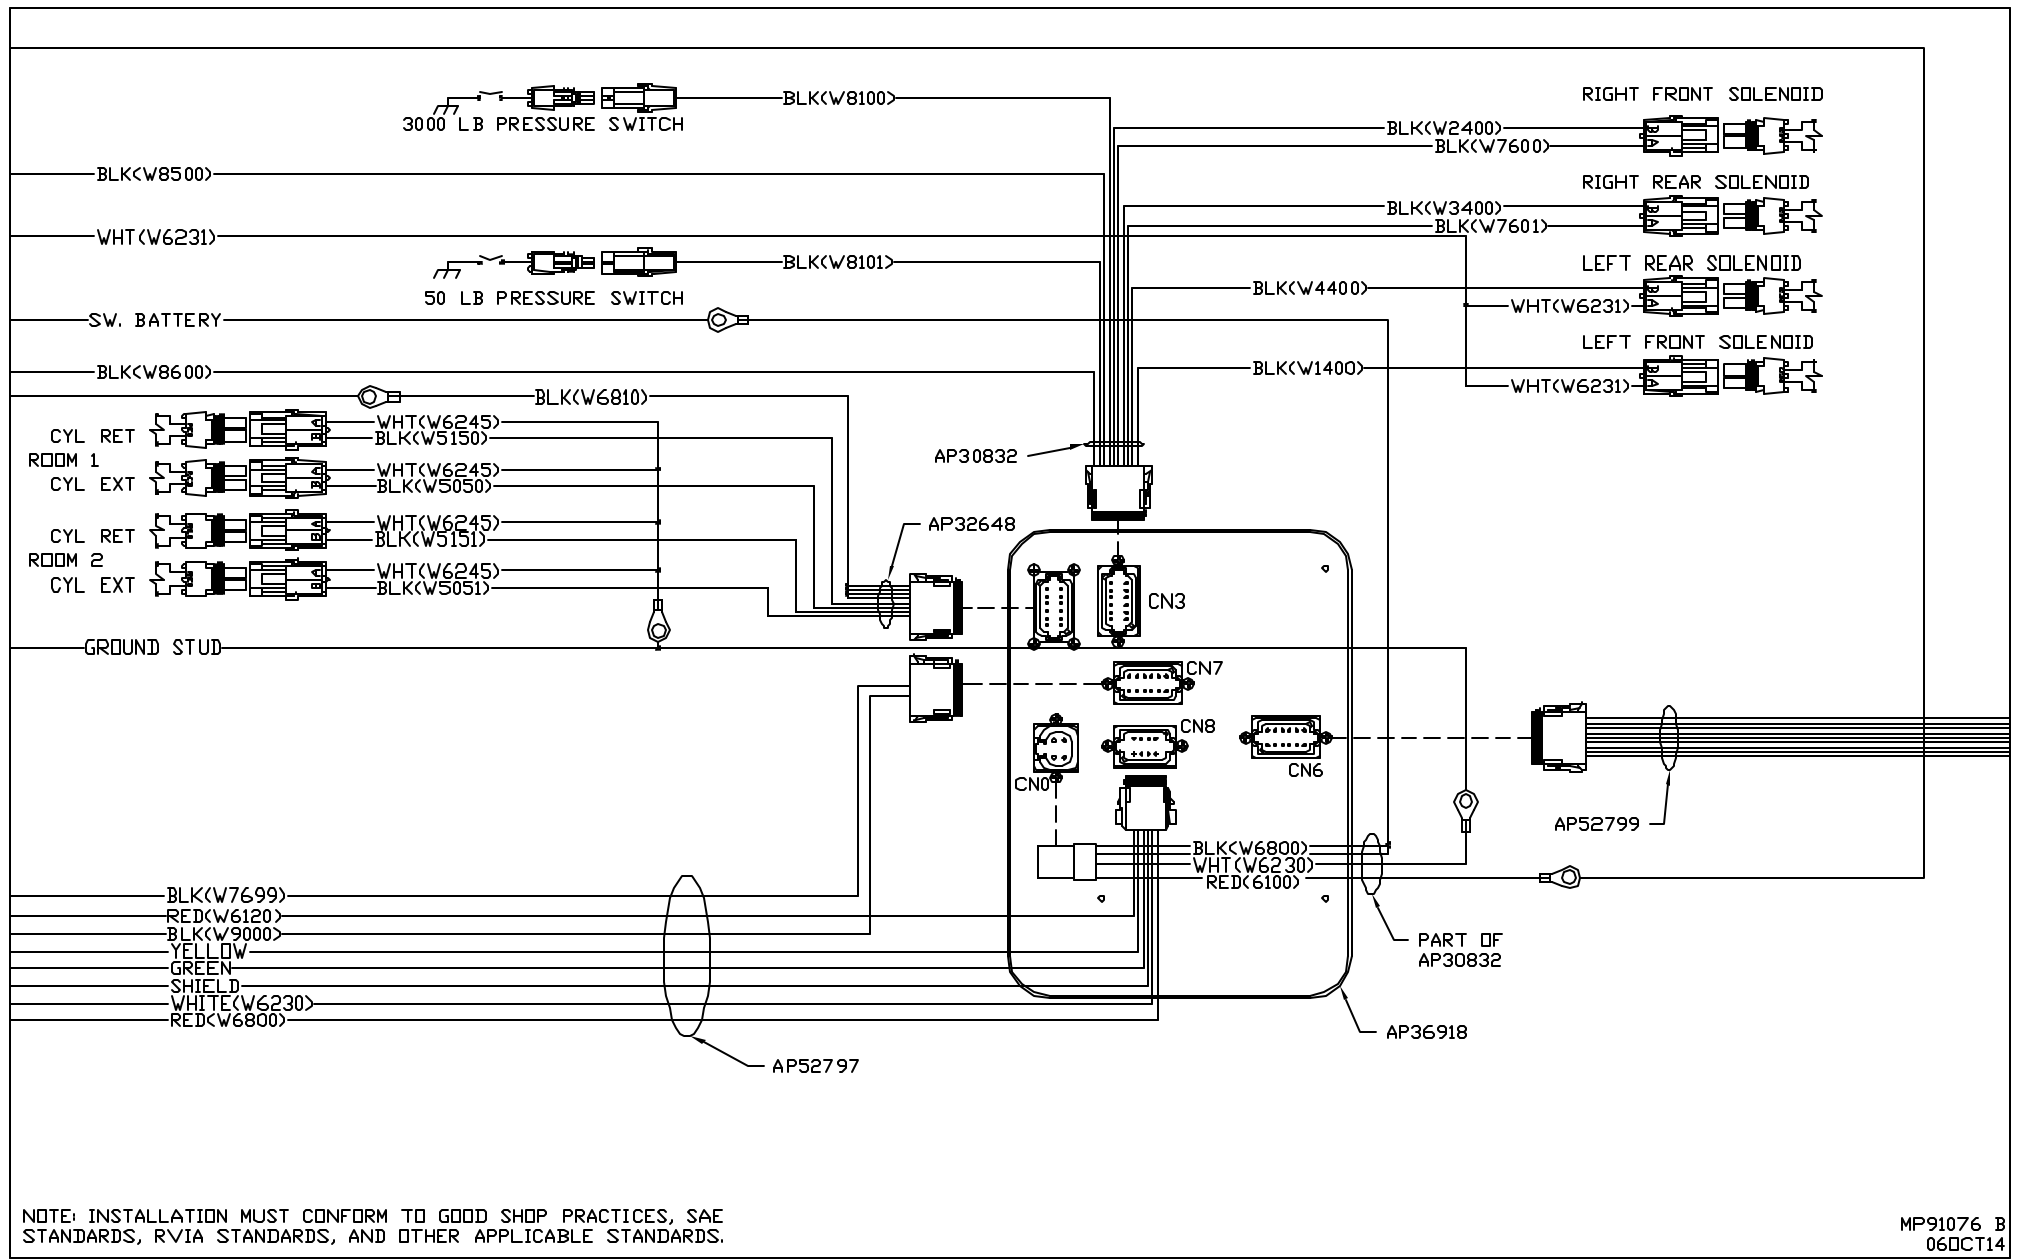 RIGHT FRONT SOLENOID
BLK(W8100)
3000 LB PRESSURE SWITCH
BLK(W2400)
B
A
BLK(W7600)
BLK(W8500)
RIGHT REAR SOLENOID
BLK(W3400)
B
A
BLK(W7601)
WHT(W6231)
BLK(W8101)
50 LB PRESSURE SWITCH
LEFT REAR SOLENOID
BLK(W4400)
B
A
WHT(W6231)
SW. BATTERY
LEFT FRONT SOLENOID
BLK(W8600)
BLK(W1400)
B
A
WHT(W6231)
BLK(W6810)
CYL RET
A
B
WHT(W6245)
BLK(W5150)
ROOM 1
CYL EXT
A
B
WHT(W6245)
BLK(W5050)
AP30832
CYL RET
A
B
WHT(W6245)
BLK(W5151)
AP32648
ROOM 2
CYL EXT
A
B
WHT(W6245)
BLK(W5051)
CN3
GROUND STUD
CN7
CN8
CN6
CN0
AP52799
BLK(W6800)
WHT(W6230)
RED(6100)
BLK(W7699)
RED(W6120)
BLK(W9000)
YELLOW
GREEN
SHIELD
WHITE(W6230)
RED(W6800)
PART OF
AP30832
AP36918
AP52797
NOTE: INSTALLATION MUST CONFORM TO GOOD SHOP PRACTICES, SAE
STANDARDS, RVIA STANDARDS, AND OTHER APPLICABLE STANDARDS.
MP91076 B
06OCT14